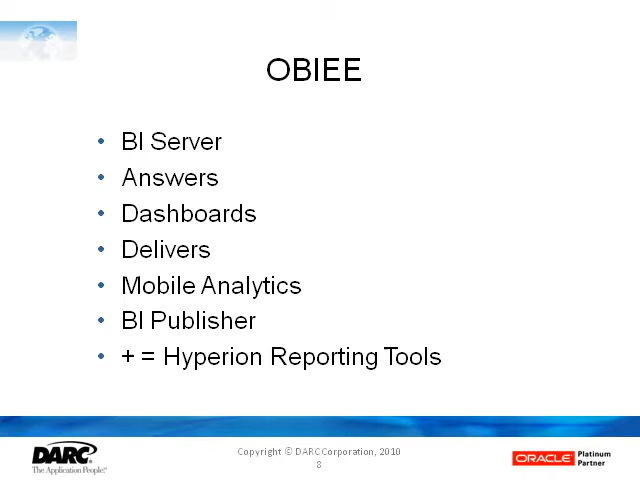 OBIEE
• BI Server
• Answers
• Dashboards
• Delivers
• Mobile Analytics
• BI Publisher
• + = Hyperion Reporting Tools
DARC
The Application People!
Copyright © DARC Corporation, 2010
8
ORACLE
Platinum
Partner